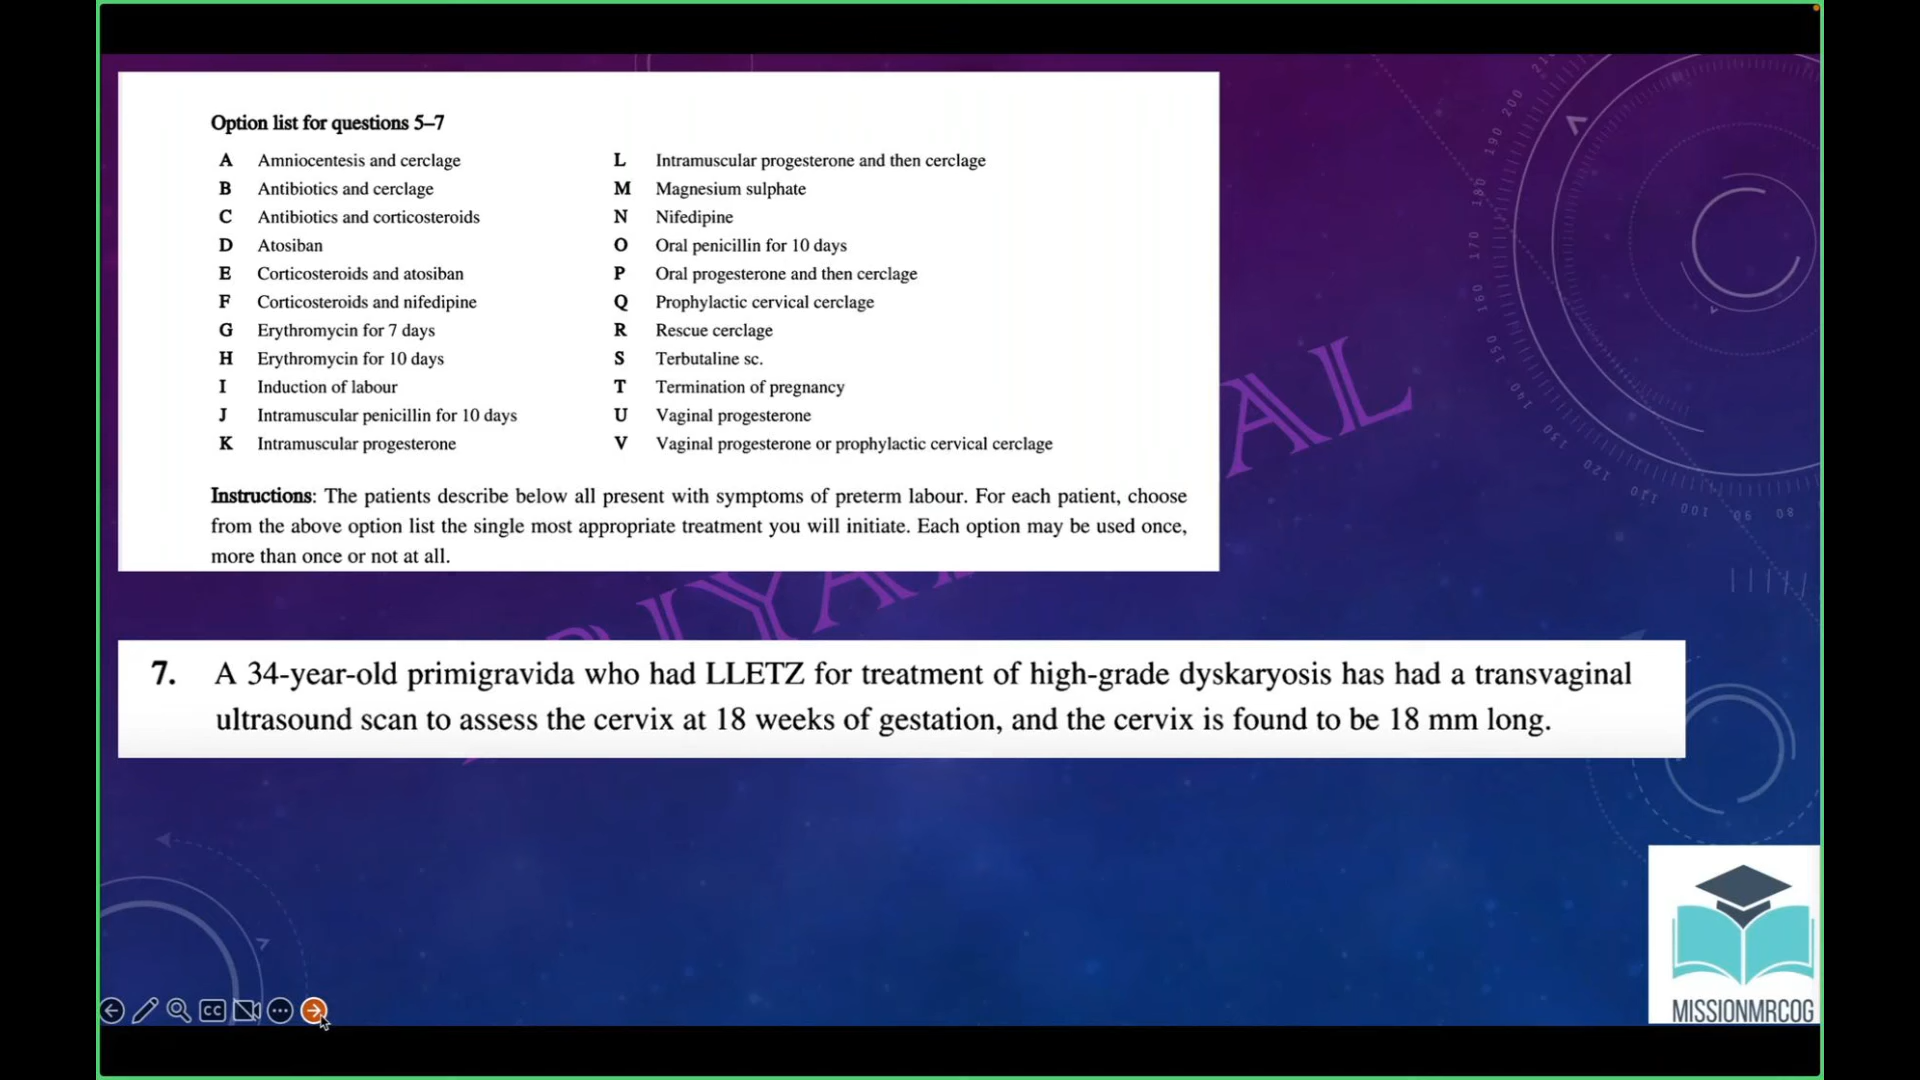 Option list for questions 5–7
A Amniocentesis and cerclage
B Antibiotics and cerclage
C Antibiotics and corticosteroids
D Atosiban
E Corticosteroids and atosiban
F Corticosteroids and nifedipine
G Erythromycin for 7 days
H Erythromycin for 10 days
I Induction of labour
J Intramuscular penicillin for 10 days
K Intramuscular progesterone
L Intramuscular progesterone and then cerclage
M Magnesium sulphate
N Nifedipine
O Oral penicillin for 10 days
P Oral progesterone and then cerclage
Q Prophylactic cervical cerclage
R Rescue cerclage
S Terbutaline sc.
T Termination of pregnancy
U Vaginal progesterone
V Vaginal progesterone or prophylactic cervical cerclage
Instructions: The patients describe below all present with symptoms of preterm labour. For each patient, choose
from the above option list the single most appropriate treatment you will initiate. Each option may be used once,
more than once or not at all.
7. A 34-year-old primigravida who had LLETZ for treatment of high-grade dyskaryosis has had a transvaginal
ultrasound scan to assess the cervix at 18 weeks of gestation, and the cervix is found to be 18 mm long.
MISSIONMRCOG
CC